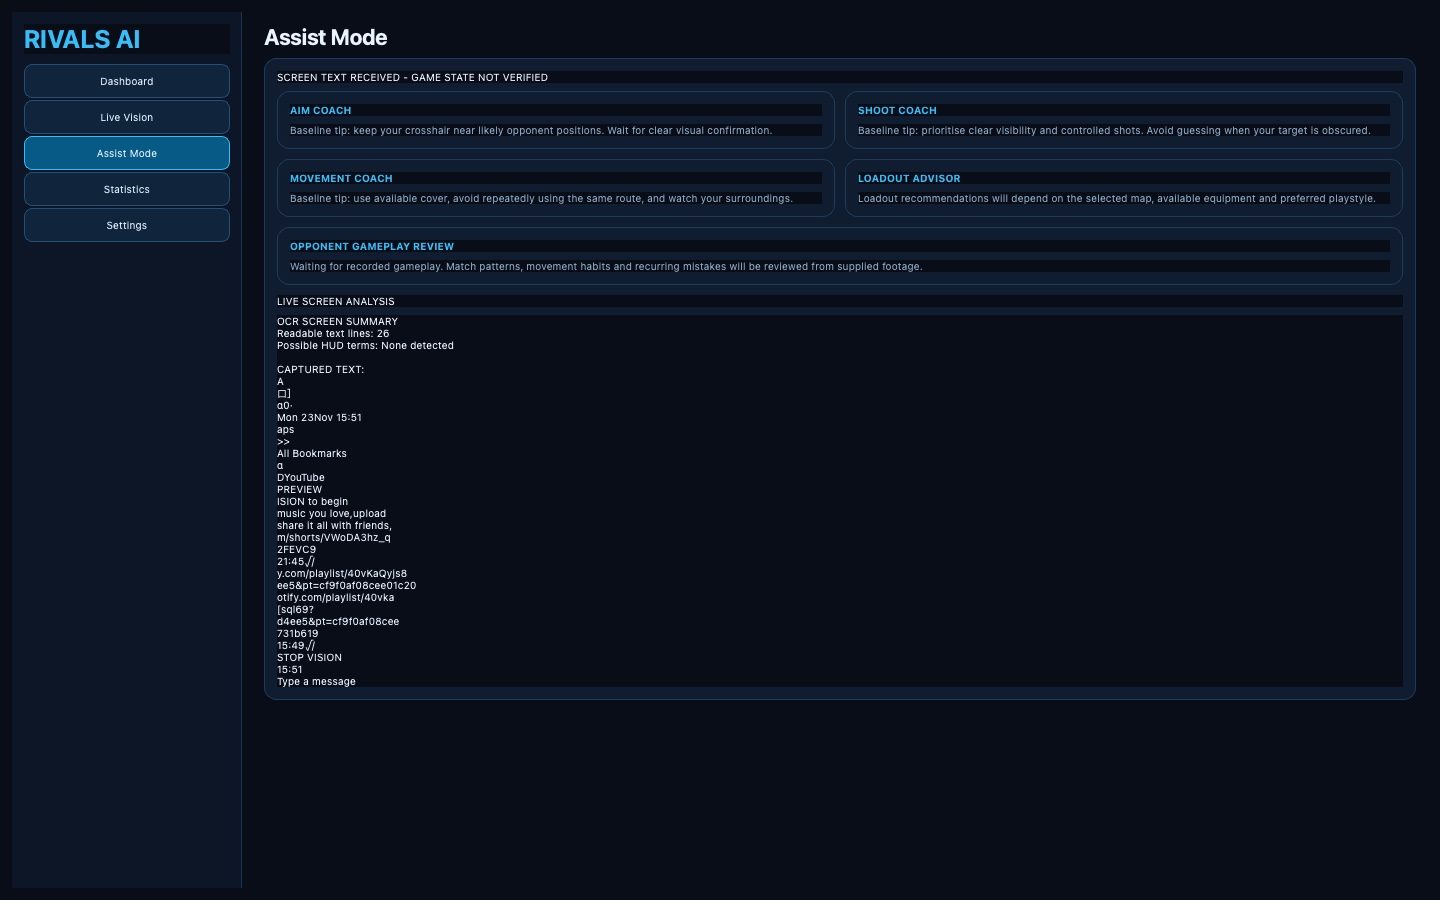 RIVALS AI
Dashboard
Live Vision
Assist Mode
Statistics
Settings
Assist Mode
SCREEN TEXT RECEIVED - GAME STATE NOT VERIFIED
AIM COACH
Baseline tip: keep your crosshair near likely opponent positions. Wait for clear visual confirmation.
SHOOT COACH
Baseline tip: prioritise clear visibility and controlled shots. Avoid guessing when your target is obscured.
MOVEMENT COACH
Baseline tip: use available cover, avoid repeatedly using the same route, and watch your surroundings.
LOADOUT ADVISOR
Loadout recommendations will depend on the selected map, available equipment and preferred playstyle.
OPPONENT GAMEPLAY REVIEW
Waiting for recorded gameplay. Match patterns, movement habits and recurring mistakes will be reviewed from supplied footage.
LIVE SCREEN ANALYSIS
OCR SCREEN SUMMARY
Readable text lines: 26
Possible HUD terms: None detected
CAPTURED TEXT:
A
口]
α0·
Mon 23Nov 15:51
aps
>>
All Bookmarks
α
DYouTube
PREVIEW
ISION to begin
music you love,upload
share it all with friends,
m/shorts/VWoDA3hz_q
2FEVC9
21:45√/
y.com/playlist/40vKaQyjs8
ee5&pt=cf9f0af08cee01c20
otify.com/playlist/40vka
[sql69?
d4ee5&pt=cf9f0af08cee
731b619
15:49√/
STOP VISION
15:51
Type a message